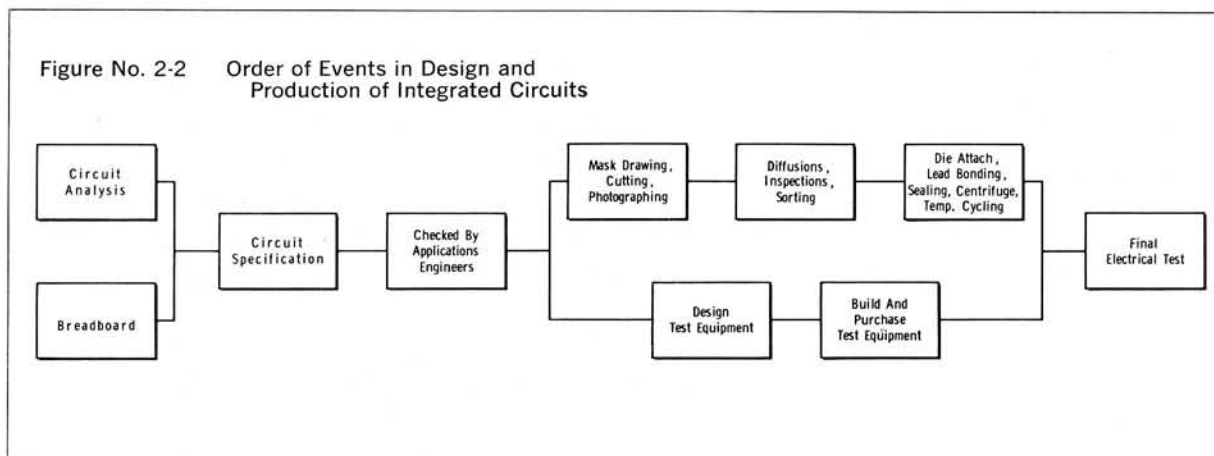 Figure No. 2-2 Order of Events in Design and
Production of Integrated Circuits
Circuit
Analysis
Breadboard
Circuit
Specification
Checked By
Applications
Engineers
Mask Drawing,
Cutting,
Photographing
Diffusions,
Inspections,
Sorting
Die Attach,
Lead Bonding,
Sealing, Centrifuge,
Temp. Cycling
Design
Test Equipment
Build And
Purchase
Test Equipment
Final
Electrical Test